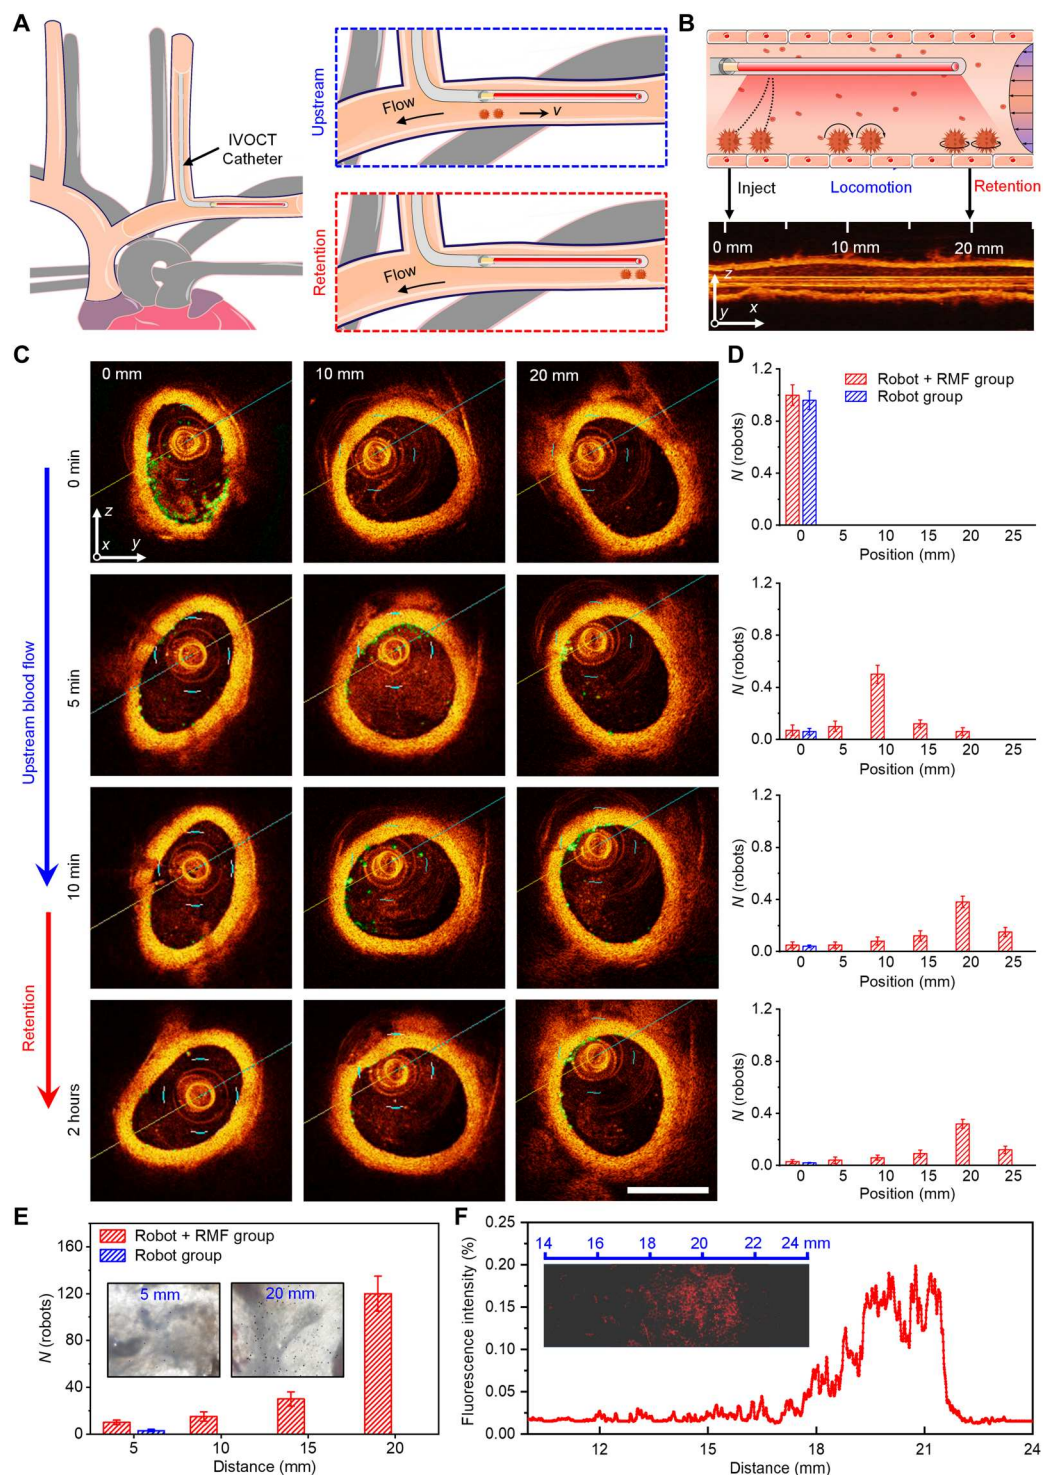 A
IVOCT
Catheter
Upstream
Flow
v
Retention
Flow
B
Inject
Locomotion
Retention
0 mm
10 mm
20 mm
z
y
x
C
0 mm
10 mm
20 mm
0 min
z
x
y
5 min
10 min
2 hours
Upstream blood flow
Retention
D
Robot + RMF group
Robot group
1.2
0.8
0.4
0.0
N (robots)
0 5 10 15 20 25
Position (mm)
1.2
0.8
0.4
0.0
N (robots)
0 5 10 15 20 25
Position (mm)
1.2
0.8
0.4
0.0
N (robots)
0 5 10 15 20 25
Position (mm)
1.2
0.8
0.4
0.0
N (robots)
0 5 10 15 20 25
Position (mm)
E
Robot + RMF group
Robot group
160
120
80
40
0
N (robots)
5 mm
20 mm
5 10 15 20
Distance (mm)
F
0.25
0.20
0.15
0.10
0.05
0.00
Fluorescence intensity (%)
14 16 18 20 22 24 mm
12 15 18 21 24
Distance (mm)